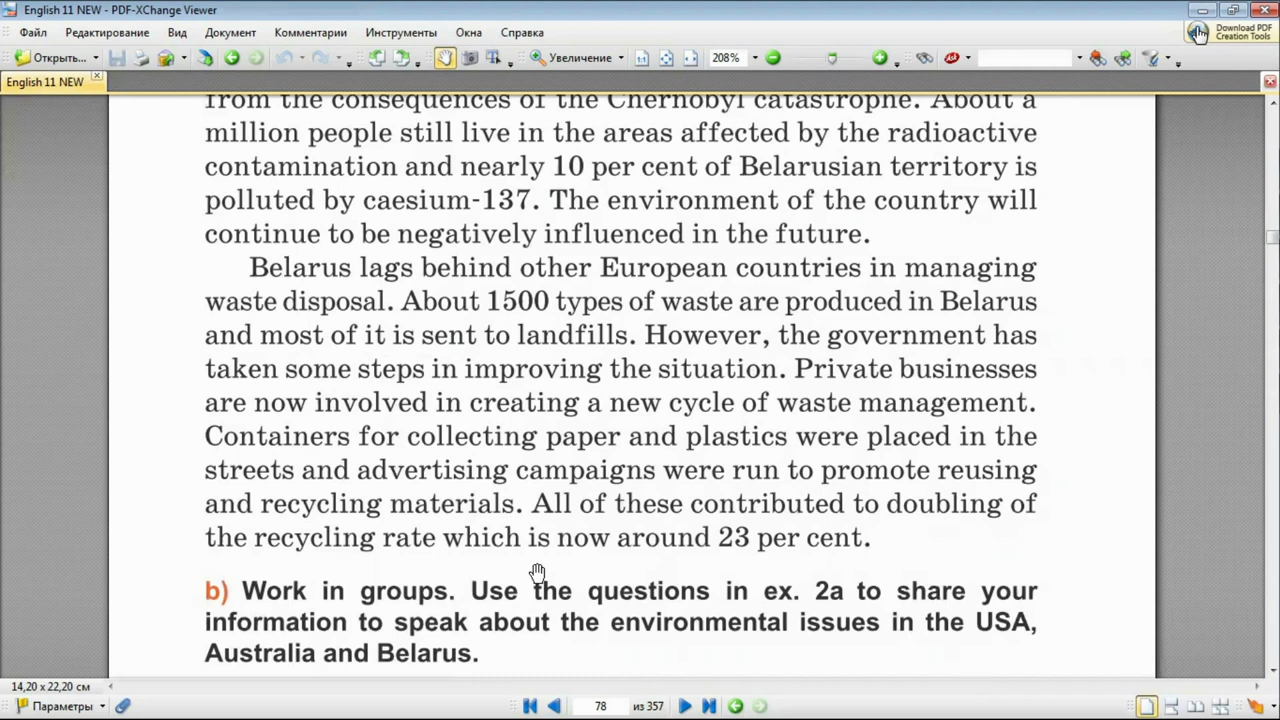 English 11 NEW - PDF-XChange Viewer
Файл Редактирование Вид Документ Комментарии Инструменты Окна Справка
Download PDF
Creation Tools
Открыть... Увеличение 208%
English 11 NEW
from the consequences of the Chernobyl catastrophe. About a
million people still live in the areas affected by the radioactive
contamination and nearly 10 per cent of Belarusian territory is
polluted by caesium-137. The environment of the country will
continue to be negatively influenced in the future.
Belarus lags behind other European countries in managing
waste disposal. About 1500 types of waste are produced in Belarus
and most of it is sent to landfills. However, the government has
taken some steps in improving the situation. Private businesses
are now involved in creating a new cycle of waste management.
Containers for collecting paper and plastics were placed in the
streets and advertising campaigns were run to promote reusing
and recycling materials. All of these contributed to doubling of
the recycling rate which is now around 23 per cent.
b) Work in groups. Use the questions in ex. 2a to share your
information to speak about the environmental issues in the USA,
Australia and Belarus.
14,20 x 22,20 см
Параметры 78 из 357